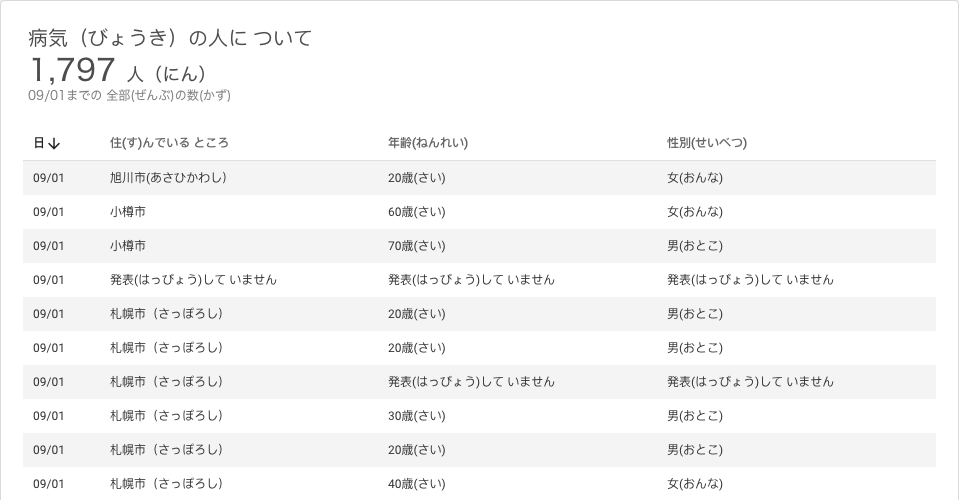 病気（びょうき）の人に ついて
1,797 人（にん）
09/01までの 全部(ぜんぶ)の数(かず)
日↓ 住(す)んでいる ところ 年齢(ねんれい) 性別(せいべつ)
09/01 旭川市(あさひかわし) 20歳(さい) 女(おんな)
09/01 小樽市 60歳(さい) 女(おんな)
09/01 小樽市 70歳(さい) 男(おとこ)
09/01 発表(はっぴょう)して いません 発表(はっぴょう)して いません 発表(はっぴょう)して いません
09/01 札幌市（さっぽろし） 20歳(さい) 男(おとこ)
09/01 札幌市（さっぽろし） 20歳(さい) 男(おとこ)
09/01 札幌市（さっぽろし） 発表(はっぴょう)して いません 発表(はっぴょう)して いません
09/01 札幌市（さっぽろし） 30歳(さい) 男(おとこ)
09/01 札幌市（さっぽろし） 20歳(さい) 男(おとこ)
09/01 札幌市（さっぽろし） 40歳(さい) 女(おんな)